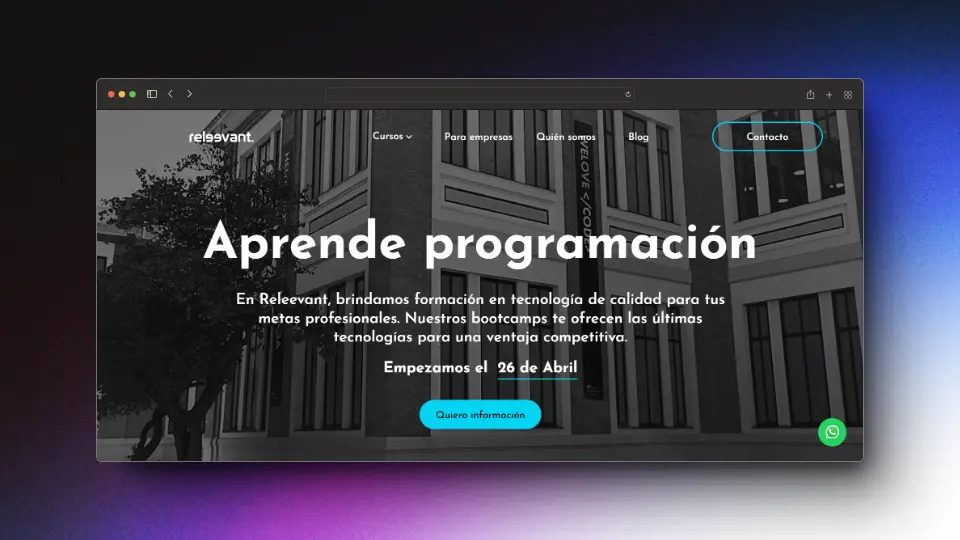 releevant.
Cursos
Para empresas
Quién somos
Blog
Contacto
WELOVE </CODE
Aprende programación
En Releevant, brindamos formación en tecnología de calidad para tus
metas profesionales. Nuestros bootcamps te ofrecen las últimas
tecnologías para una ventaja competitiva.
Empezamos el 26 de Abril
Quiero información